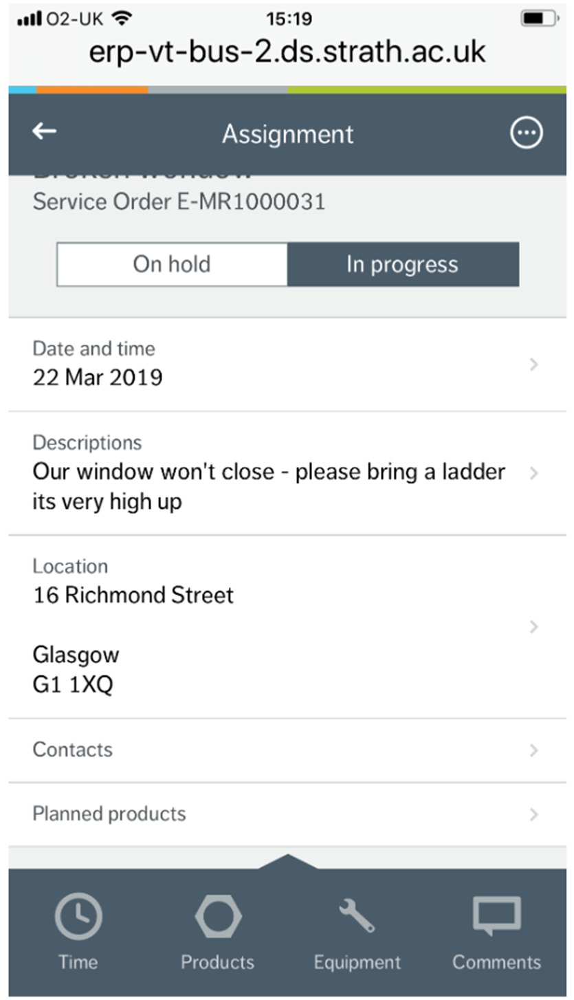 O2-UK 15:19
erp-vt-bus-2.ds.strath.ac.uk
Assignment
Service Order E-MR1000031
On hold In progress
Date and time
22 Mar 2019
Descriptions
Our window won't close - please bring a ladder
its very high up
Location
16 Richmond Street
Glasgow
G1 1XQ
Contacts
Planned products
Time Products Equipment Comments